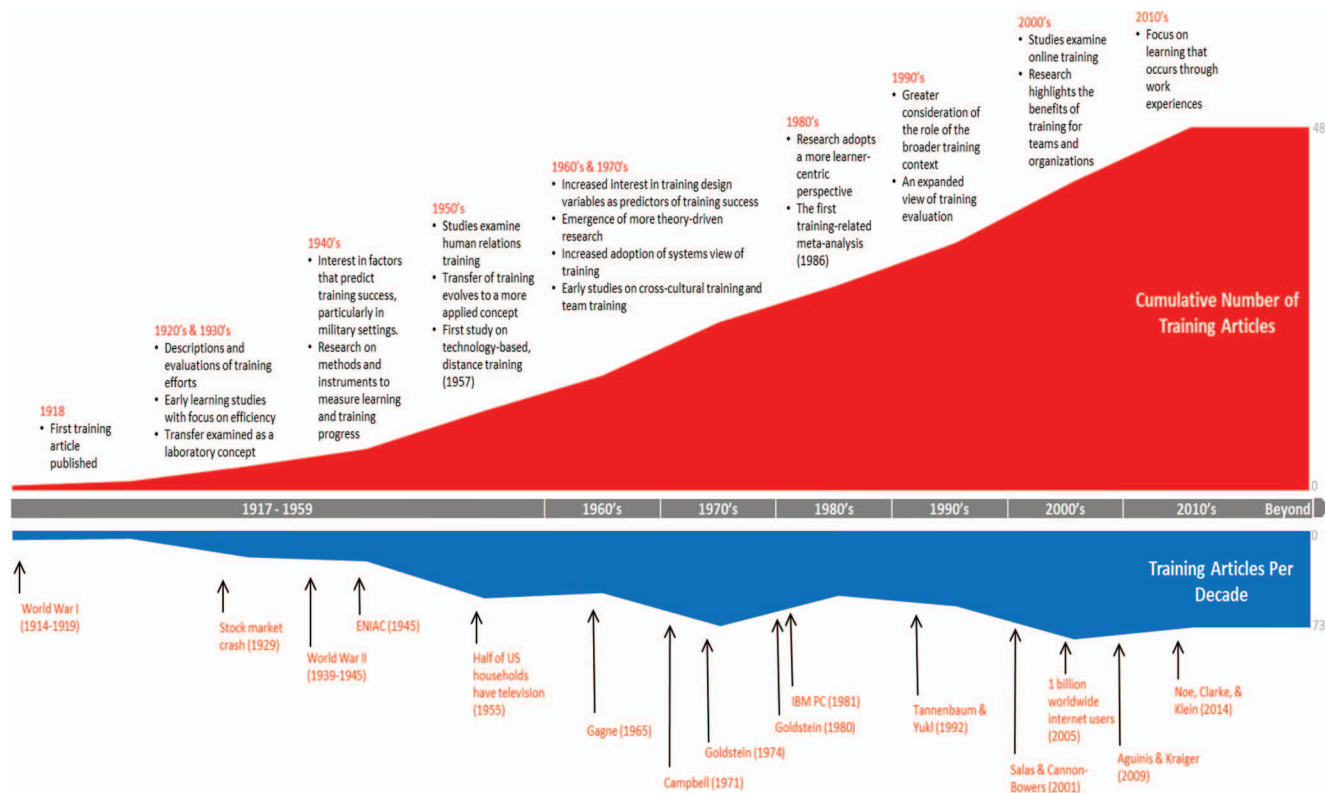 1918
• First training
article
published
1920's & 1930's
• Descriptions and
evaluations of training
efforts
• Early learning studies
with focus on efficiency
• Transfer examined as a
laboratory concept
1940's
• Interest in factors
that predict
training success,
particularly in
military settings.
• Research on
methods and
instruments to
measure learning
and training
progress
1950's
• Studies examine
human relations
training
• Transfer of training
evolves to a more
applied concept
• First study on
technology-based,
distance training
(1957)
1960's & 1970's
• Increased interest in training design
variables as predictors of training success
• Emergence of more theory-driven
research
• Increased adoption of systems view of
training
• Early studies on cross-cultural training and
team training
1980's
• Research adopts
a more learner-
centric
perspective
• The first
training-related
meta-analysis
(1986)
1990's
• Greater
consideration of
the role of the
broader training
context
• An expanded
view of training
evaluation
2000's
• Studies examine
online training
• Research
highlights the
benefits of
training for
teams and
organizations
2010's
• Focus on
learning that
occurs through
work
experiences
48
Cumulative Number of
Training Articles
0
1917 - 1959
1960's
1970's
1980's
1990's
2000's
2010's
Beyond
0
Training Articles Per
Decade
73
World War I
(1914-1919)
Stock market
crash (1929)
World War II
(1939-1945)
ENIAC (1945)
Half of US
households
have television
(1955)
Gagne (1965)
Campbell (1971)
Goldstein (1974)
Goldstein (1980)
IBM PC (1981)
Tannenbaum &
Yukl (1992)
Salas & Cannon-
Bowers (2001)
1 billion
worldwide
internet users
(2005)
Aguinis & Kraiger
(2009)
Noe, Clarke, &
Klein (2014)